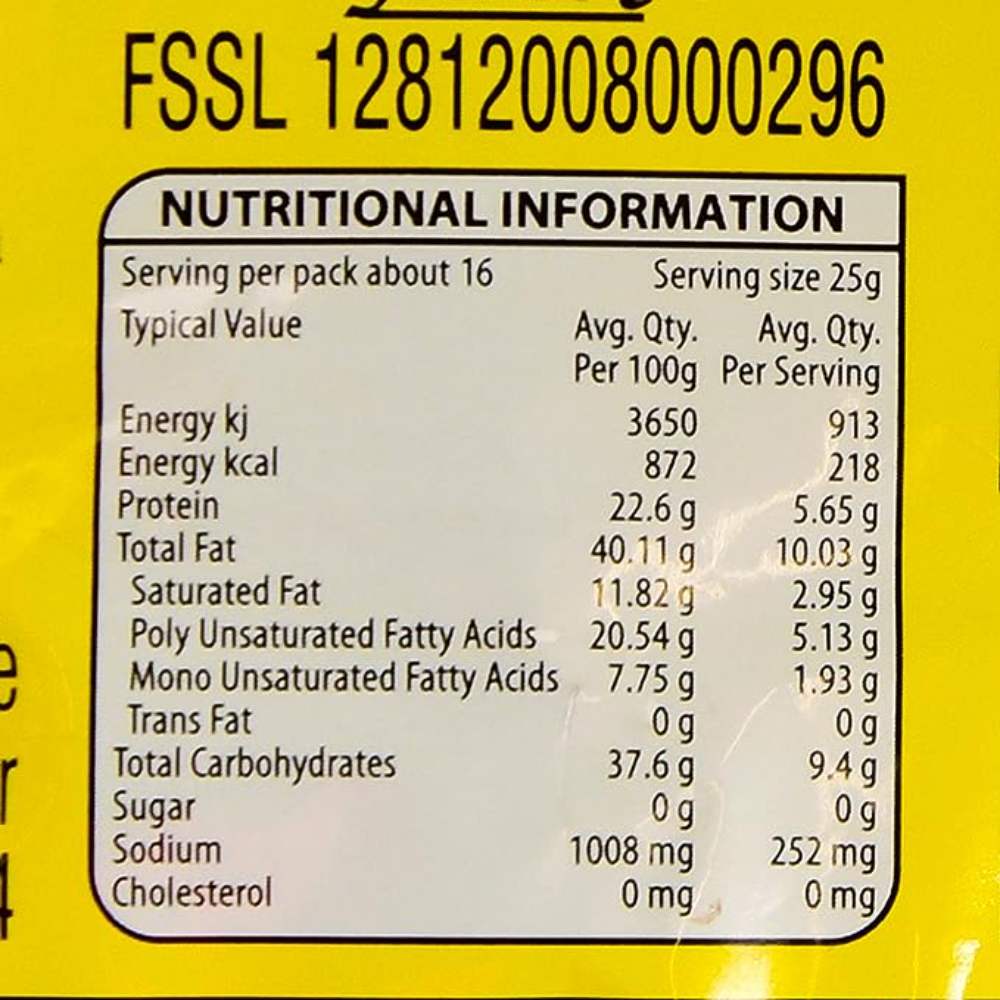 FSSL 12812008000296
NUTRITIONAL INFORMATION
Serving per pack about 16 Serving size 25g
Typical Value Avg. Qty. Avg. Qty.
Per 100g Per Serving
Energy kj 3650 913
Energy kcal 872 218
Protein 22.6 g 5.65 g
Total Fat 40.11 g 10.03 g
Saturated Fat 11.82 g 2.95 g
Poly Unsaturated Fatty Acids 20.54 g 5.13 g
Mono Unsaturated Fatty Acids 7.75 g 1.93 g
Trans Fat 0 g 0 g
Total Carbohydrates 37.6 g 9.4 g
Sugar 0 g 0 g
Sodium 1008 mg 252 mg
Cholesterol 0 mg 0 mg